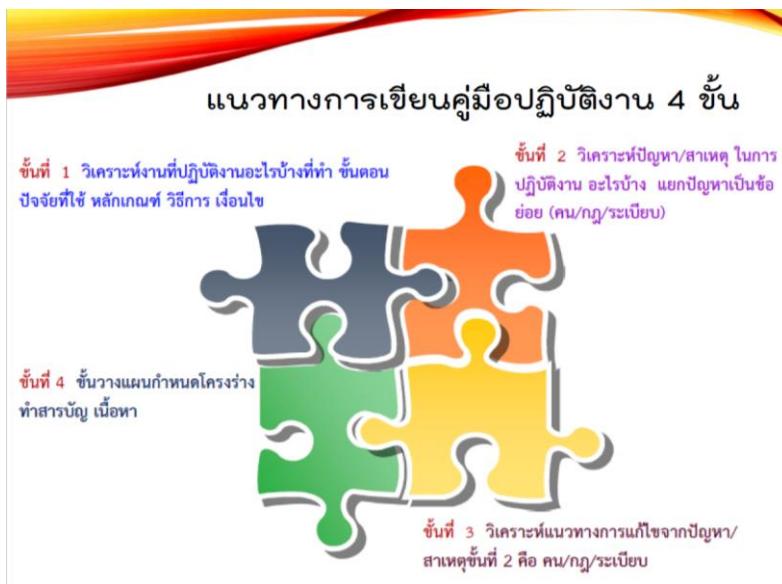 แนวทางการเขียนคู่มือปฏิบัติงาน 4 ขั้น
ขั้นที่ 1 วิเคราะห์งานที่ปฏิบัติงานอะไรบ้างที่ทำ ขั้นตอน
ปัจจัยที่ใช้ หลักเกณฑ์ วิธีการ เงื่อนไข
ขั้นที่ 2 วิเคราะห์ปัญหา/สาเหตุ ในการ
ปฏิบัติงาน อะไรบ้าง แยกปัญหาเป็นข้อ
ย่อย (คน/กฎ/ระเบียบ)
ขั้นที่ 4 ขั้นวางแผนกำหนดโครงร่าง
ทำสารบัญ เนื้อหา
ขั้นที่ 3 วิเคราะห์แนวทางการแก้ไขจากปัญหา/
สาเหตุขั้นที่ 2 คือ คน/กฎ/ระเบียบ